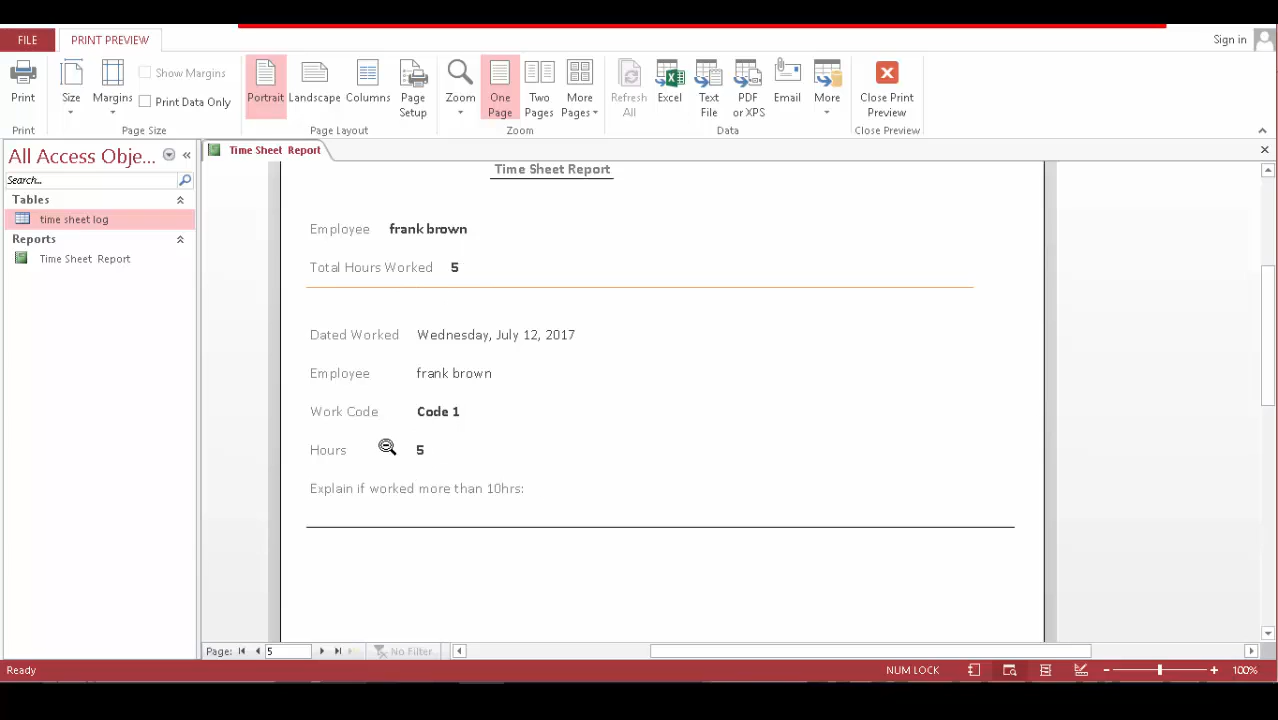 FILE PRINT PREVIEW Sign in
Show Margins
Print Data Only
Print Size Margins Portrait Landscape Columns Page Setup Zoom One Page Two Pages More Pages Refresh All Excel Text File PDF or XPS Email More Close Print Preview
Print Page Size Page Layout Zoom Data Close Preview
All Access Obje...
Search...
Tables
time sheet log
Reports
Time Sheet Report
Time Sheet Report
Time Sheet Report
Employee frank brown
Total Hours Worked 5
Dated Worked Wednesday, July 12, 2017
Employee frank brown
Work Code Code 1
Hours 5
Explain if worked more than 10hrs:
Page: 5 No Filter
Ready NUM LOCK 100%